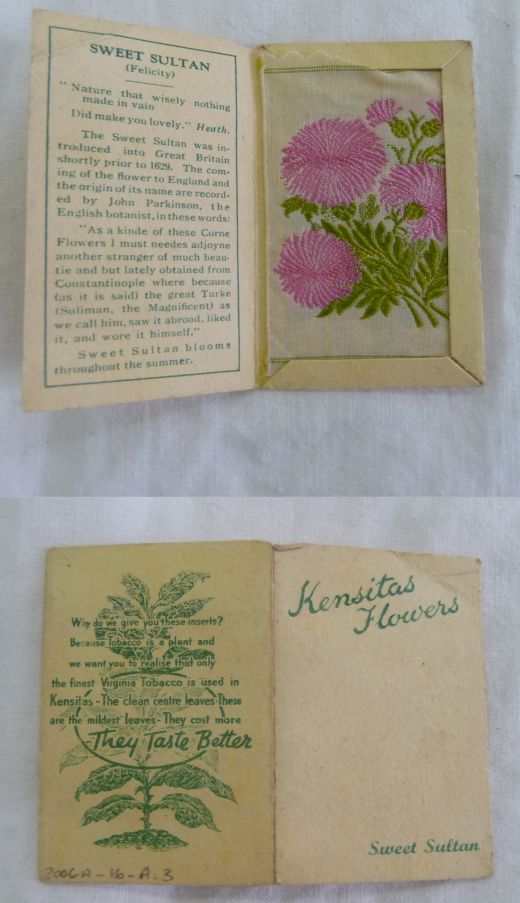 SWEET SULTAN
(Felicity)
"Nature that wisely nothing
made in vain
Did make you lovely." Heath.
The Sweet Sultan was in-
troduced into Great Britain
shortly prior to 1629. The com-
ing of the flower to England and
the origin of its name are record-
ed by John Parkinson, the
English botanist, in these words:
"As a kinde of these Corne
Flowers I must needes adjoyne
another stranger of much beau-
tie and but lately obtained from
Constantinople where because
(as it is said) the great Turke
(Suliman, the Magnificent) as
we call him, saw it abroad, liked
it, and wore it himself."
Sweet Sultan blooms
throughout the summer.
Why do we give you these inserts?
Because Tobacco is a plant and
we want you to realise that only
the finest Virginia Tobacco is used in
Kensitas-The clean centre leaves-These
are the mildest leaves-They cost more
-They Taste Better
2006A-16-A.3
Kensitas
Flowers
Sweet Sultan